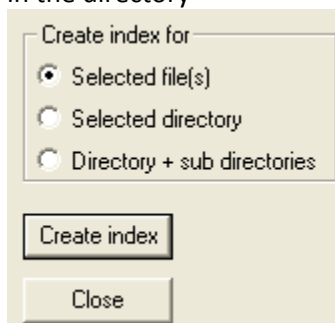 in the directory
Create index for
Selected file(s)
Selected directory
Directory + sub directories
Create index
Close